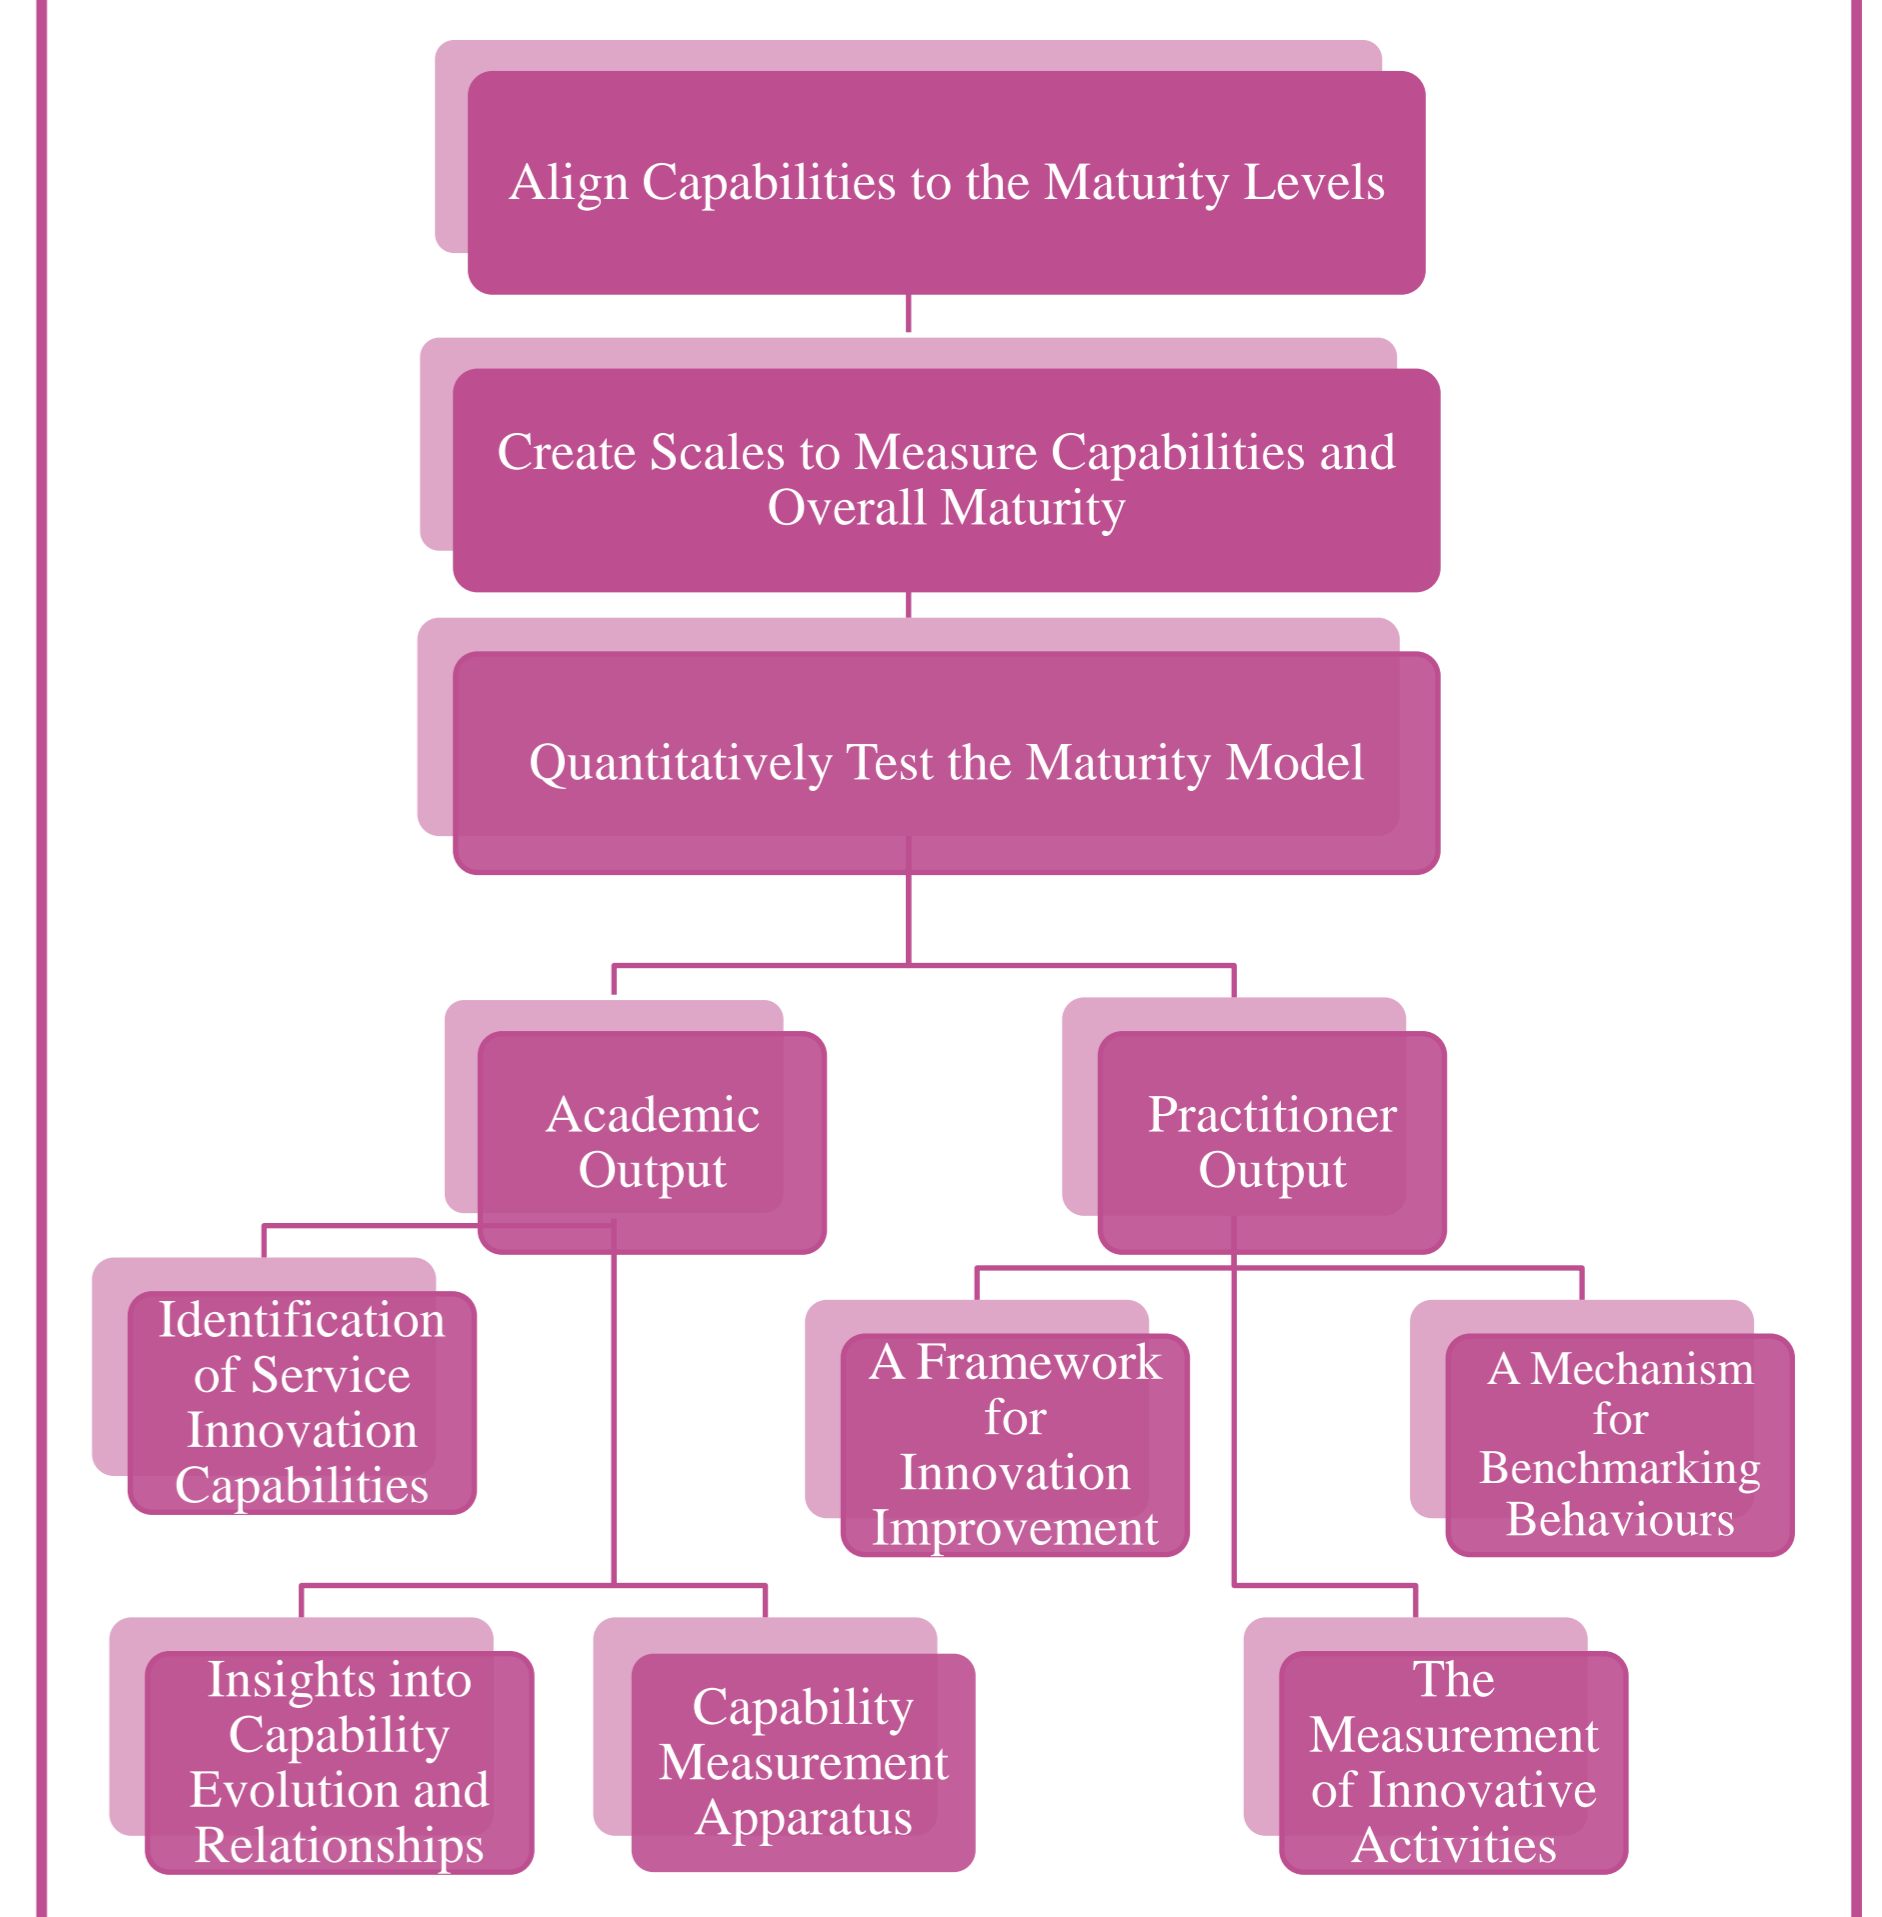 Align Capabilities to the Maturity Levels
Create Scales to Measure Capabilities and
Overall Maturity
Quantitatively Test the Maturity Model
Academic
Output
Practitioner
Output
Identification
of Service
Innovation
Capabilities
A Framework
for
Innovation
Improvement
A Mechanism
for
Benchmarking
Behaviours
Insights into
Capability
Evolution and
Relationships
Capability
Measurement
Apparatus
The
Measurement
of Innovative
Activities